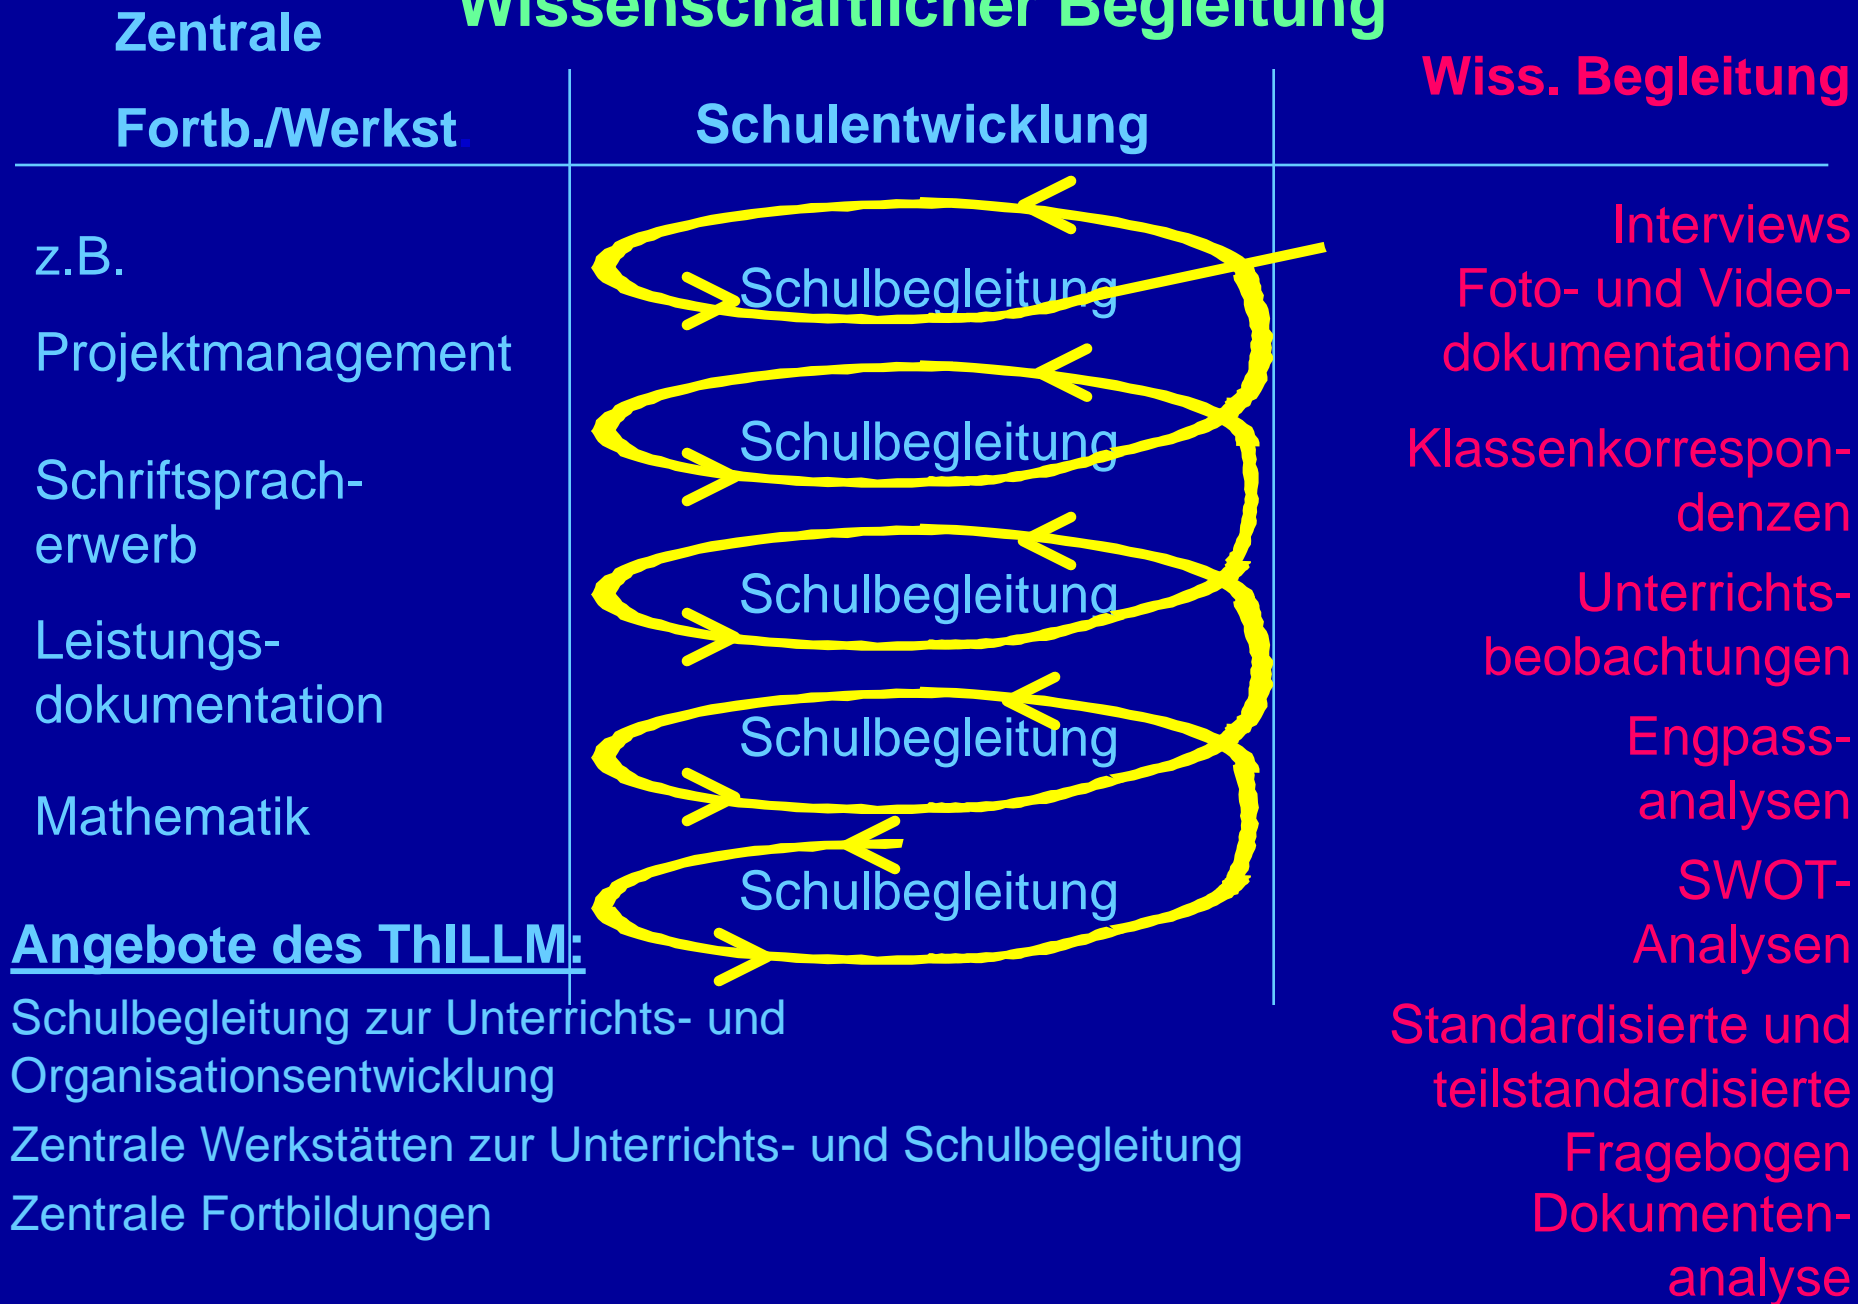 Wissenschaftlicher Begleitung
Zentrale
Fortb./Werkst.
Schulentwicklung
Wiss. Begleitung
z.B.
Projektmanagement
Schriftsprach-
erwerb
Leistungs-
dokumentation
Mathematik
Schulbegleitung
Schulbegleitung
Schulbegleitung
Schulbegleitung
Schulbegleitung
Interviews
Foto- und Video-
dokumentationen
Klassenkorrespon-
denzen
Unterrichts-
beobachtungen
Engpass-
analysen
SWOT-
Analysen
Standardisierte und
teilstandardisierte
Fragebogen
Dokumenten-
analyse
Angebote des ThILLM:
Schulbegleitung zur Unterrichts- und
Organisationsentwicklung
Zentrale Werkstätten zur Unterrichts- und Schulbegleitung
Zentrale Fortbildungen